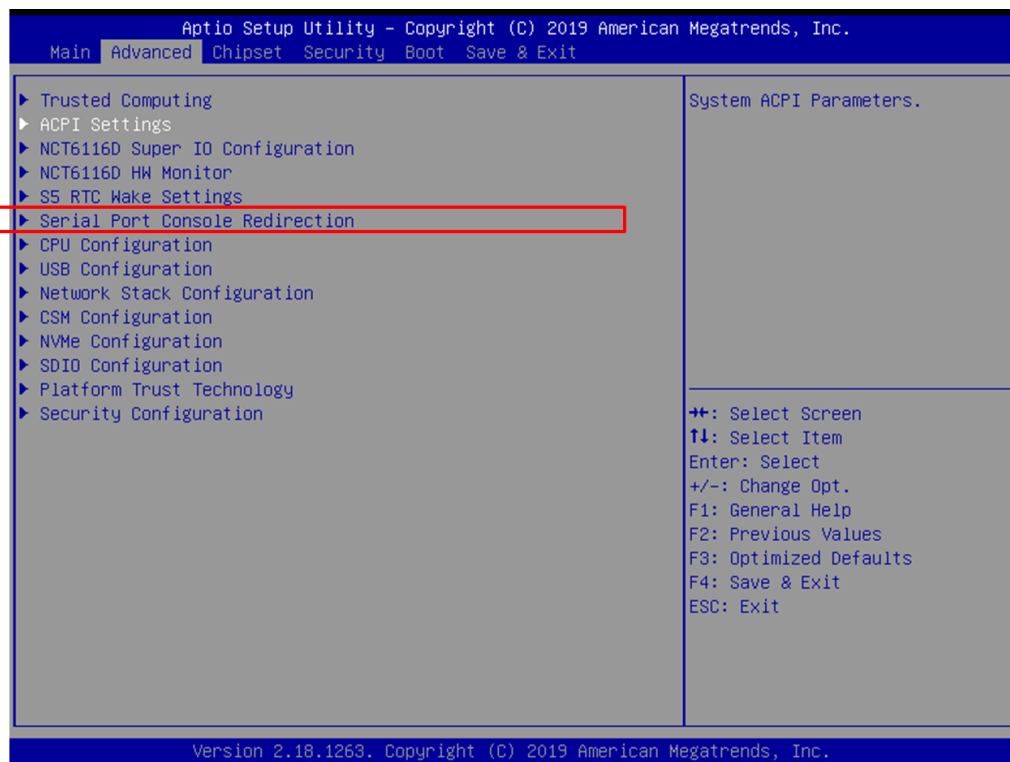 Aptio Setup Utility – Copyright (C) 2019 American Megatrends, Inc.
Main Advanced Chipset Security Boot Save & Exit
Trusted Computing
ACPI Settings
NCT6116D Super IO Configuration
NCT6116D HW Monitor
S5 RTC Wake Settings
Serial Port Console Redirection
CPU Configuration
USB Configuration
Network Stack Configuration
CSM Configuration
NVMe Configuration
SDIO Configuration
Platform Trust Technology
Security Configuration
System ACPI Parameters.
→←: Select Screen
↑↓: Select Item
Enter: Select
+/-: Change Opt.
F1: General Help
F2: Previous Values
F3: Optimized Defaults
F4: Save & Exit
ESC: Exit
Version 2.18.1263. Copyright (C) 2019 American Megatrends, Inc.